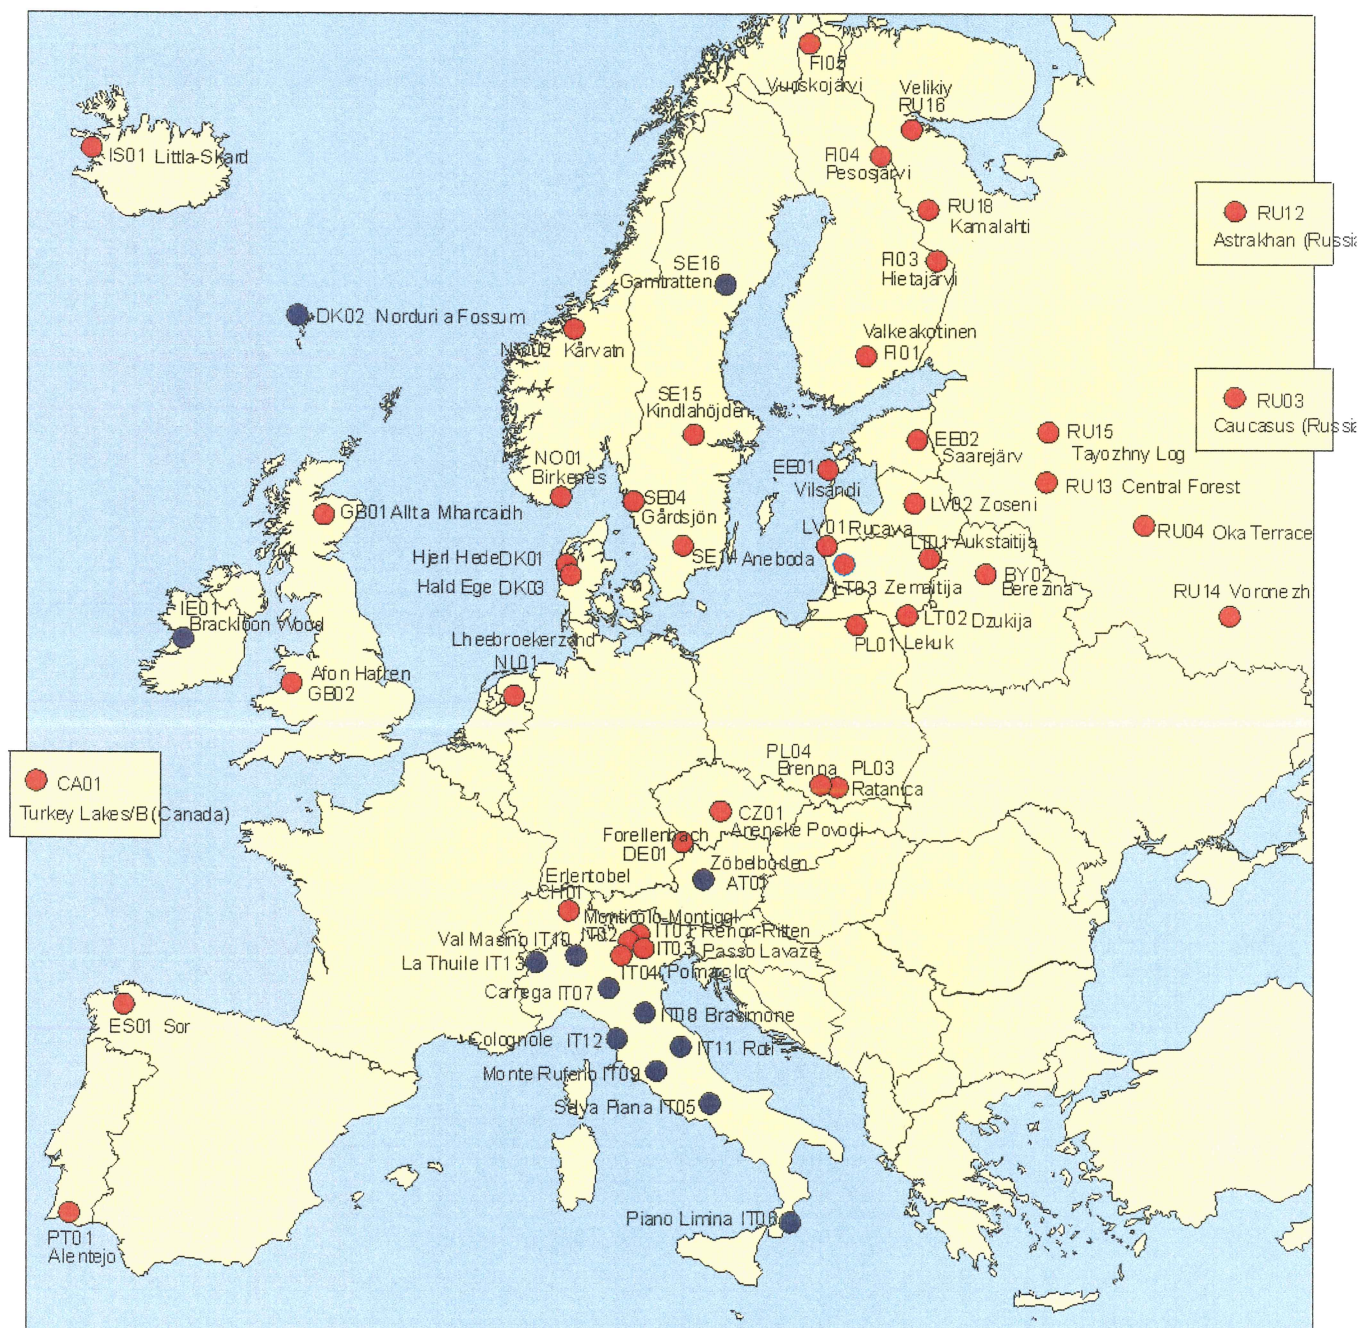 FI05
Vuoskojärvi
Velikiy
RU16
IS01 Littla-Skard
FI04
Pesosjärvi
RU18
Kamalahti
RU12
Astrakhan (Russia
SE16
Gamtratten
FI03
Hietajärvi
DK02 Norduria Fossum
NO02 Kårvatn
Valkeakotinen
FI01
SE15
Kindlahöjden
RU03
Caucasus (Russia
EE02
Saarejärv
RU15
Tayozhny Log
NO01
Birkenes
EE01
Vilsandi
RU13 Central Forest
SE04
Gårdsjön
LV02 Zoseni
GB01 Allta Mharcaidh
LV01 Rucava
RU04 Oka Terrace
Hjerl Hede DK01
SE14 Aneboda
LT01 Aukstaitija
Hald Ege DK03
LT03 Zemaitija
BY02
Berezina
RU14 Voronezh
IE01
Brackloon Wood
LT02 Dzukija
PL01 Lekuk
Lheebroekerzand
NL01
Afon Hafren
GB02
CA01
Turkey Lakes/B(Canada)
PL04
Brenna
PL03
Ratanica
CZ01
Anenske Povodi
Forellenbach
DE01
Zöbelboden
AT01
Erlentobel
CH01
Monticolo-Montiggl
IT02
IT01 Renon-Ritten
Val Masino IT10
IT03 Passo Lavaze
La Thuile IT13
IT04 Pomarolo
Carrega IT07
ES01 Sor
IT08 Brasimone
Colognole IT12
IT11 Roti
Monte Rufeno IT09
Selva Piana IT05
Piano Limina IT06
PT01
Alentejo